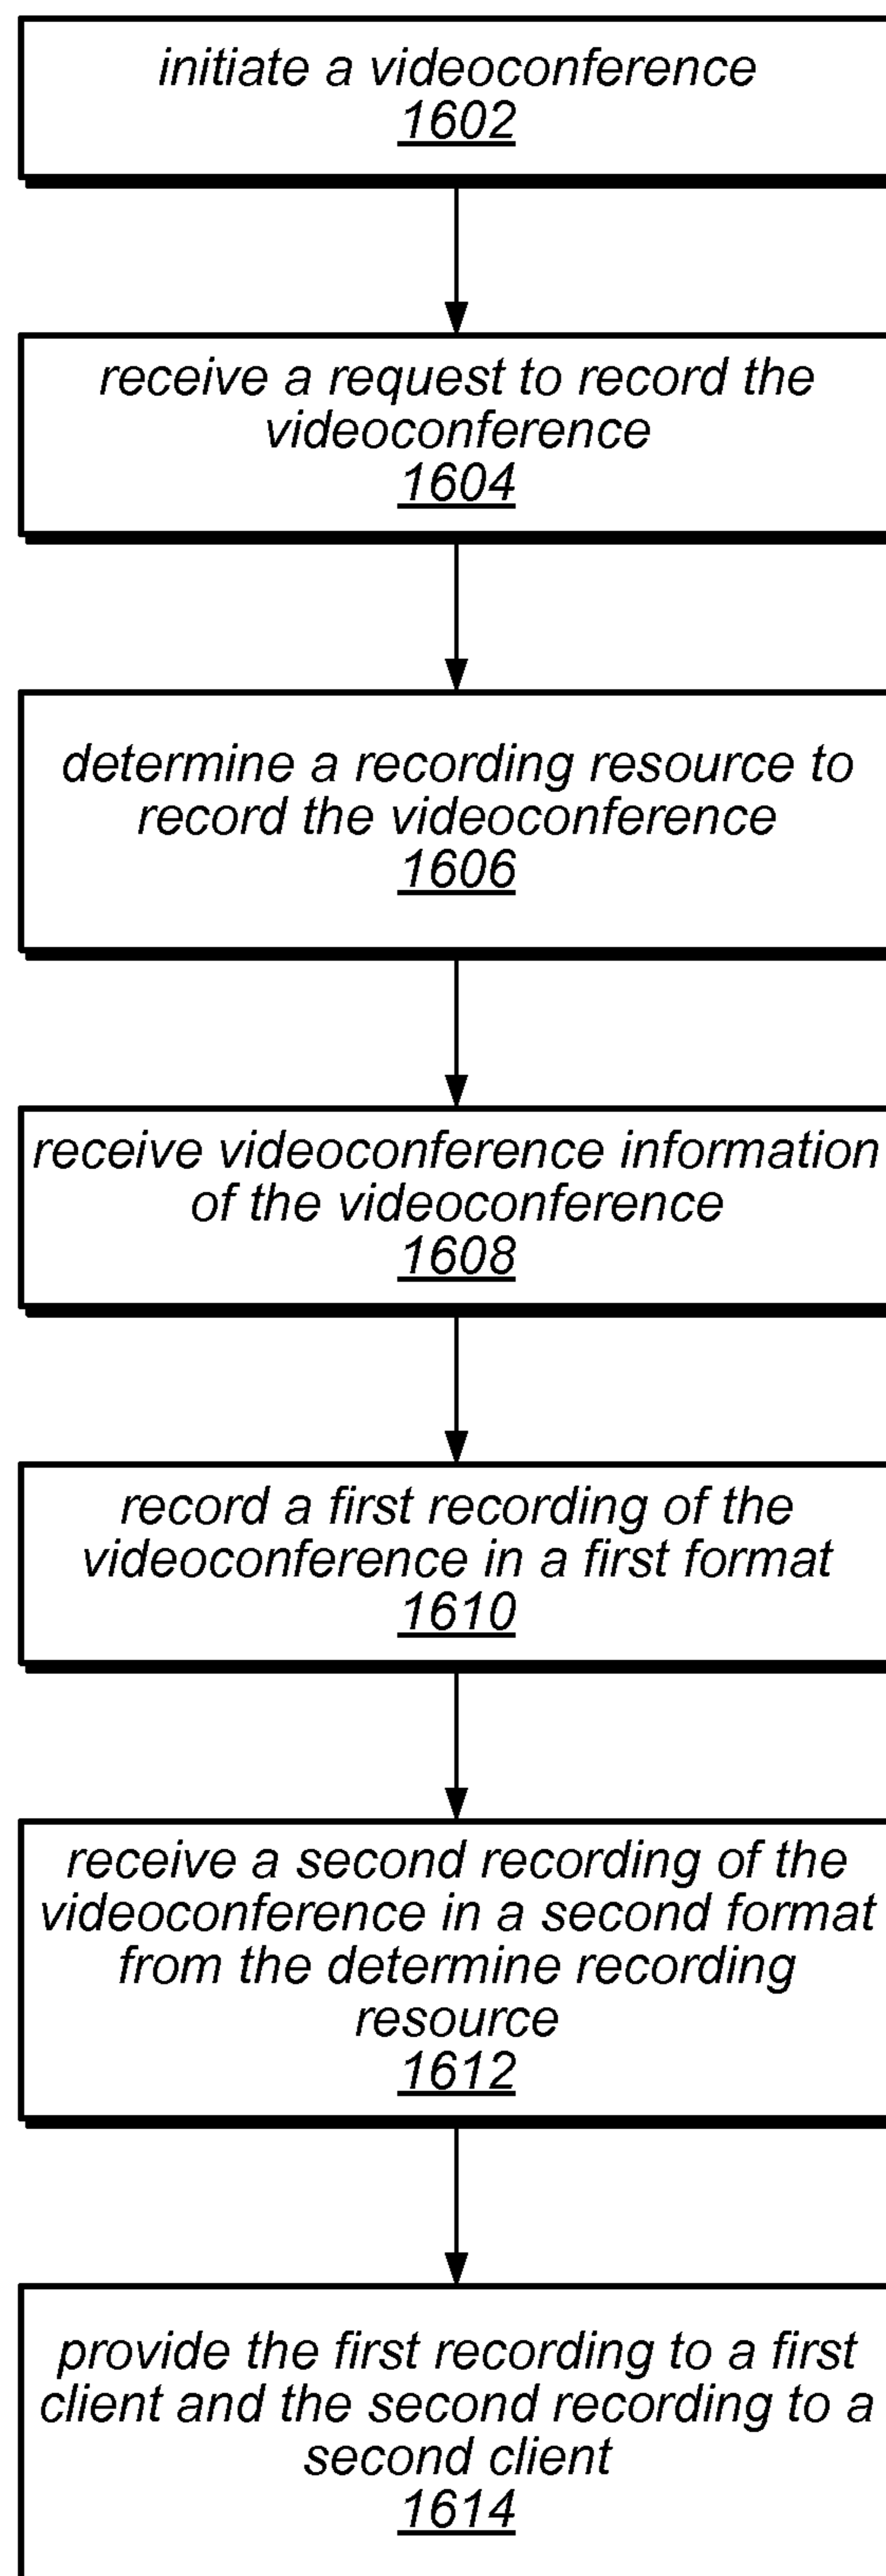 initiate a videoconference
1602
receive a request to record the
videoconference
1604
determine a recording resource to
record the videoconference
1606
receive videoconference information
of the videoconference
1608
record a first recording of the
videoconference in a first format
1610
receive a second recording of the
videoconference in a second format
from the determine recording
resource
1612
provide the first recording to a first
client and the second recording to a
second client
1614